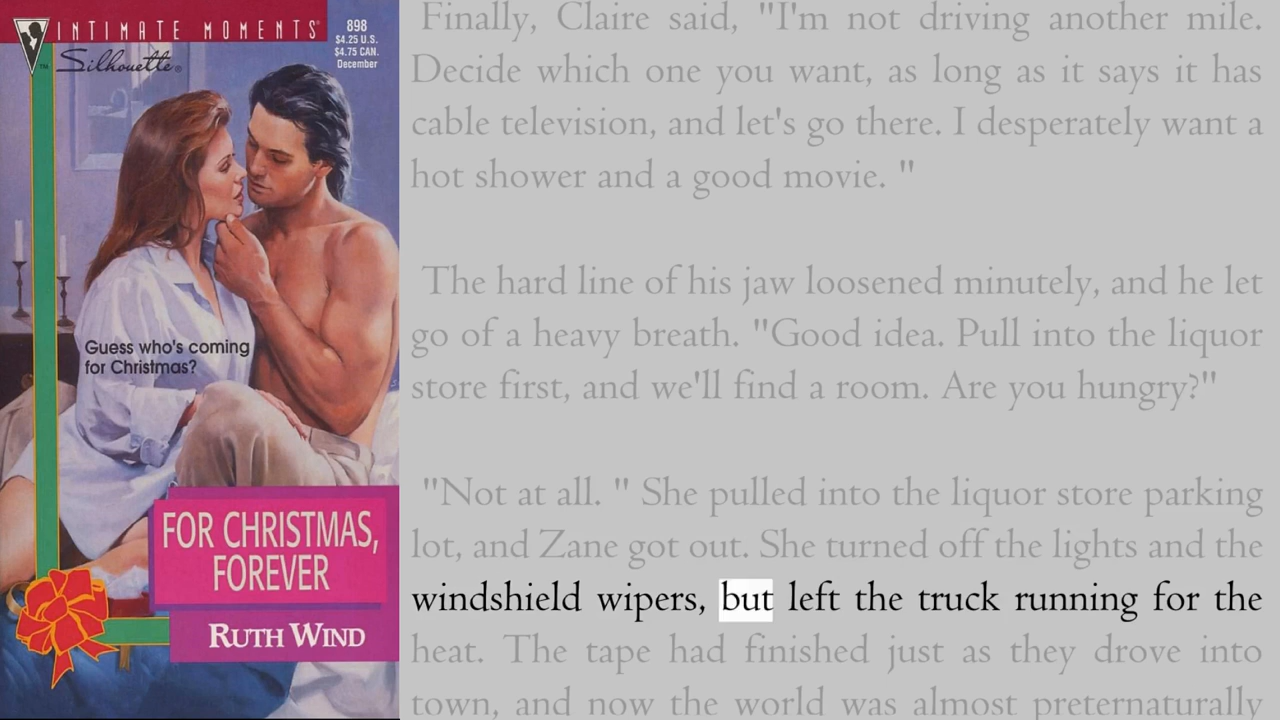 INTIMATE MOMENTS®
Silhouette®
TM
898
$4.25 U.S.
$4.75 CAN.
December
Guess who's coming
for Christmas?
FOR CHRISTMAS,
FOREVER
RUTH WIND
Finally, Claire said, "I'm not driving another mile.
Decide which one you want, as long as it says it has
cable television, and let's go there. I desperately want a
hot shower and a good movie. "
The hard line of his jaw loosened minutely, and he let
go of a heavy breath. "Good idea. Pull into the liquor
store first, and we'll find a room. Are you hungry?"
"Not at all. " She pulled into the liquor store parking
lot, and Zane got out. She turned off the lights and the
windshield wipers, but left the truck running for the
heat. The tape had finished just as they drove into
town, and now the world was almost preternaturally